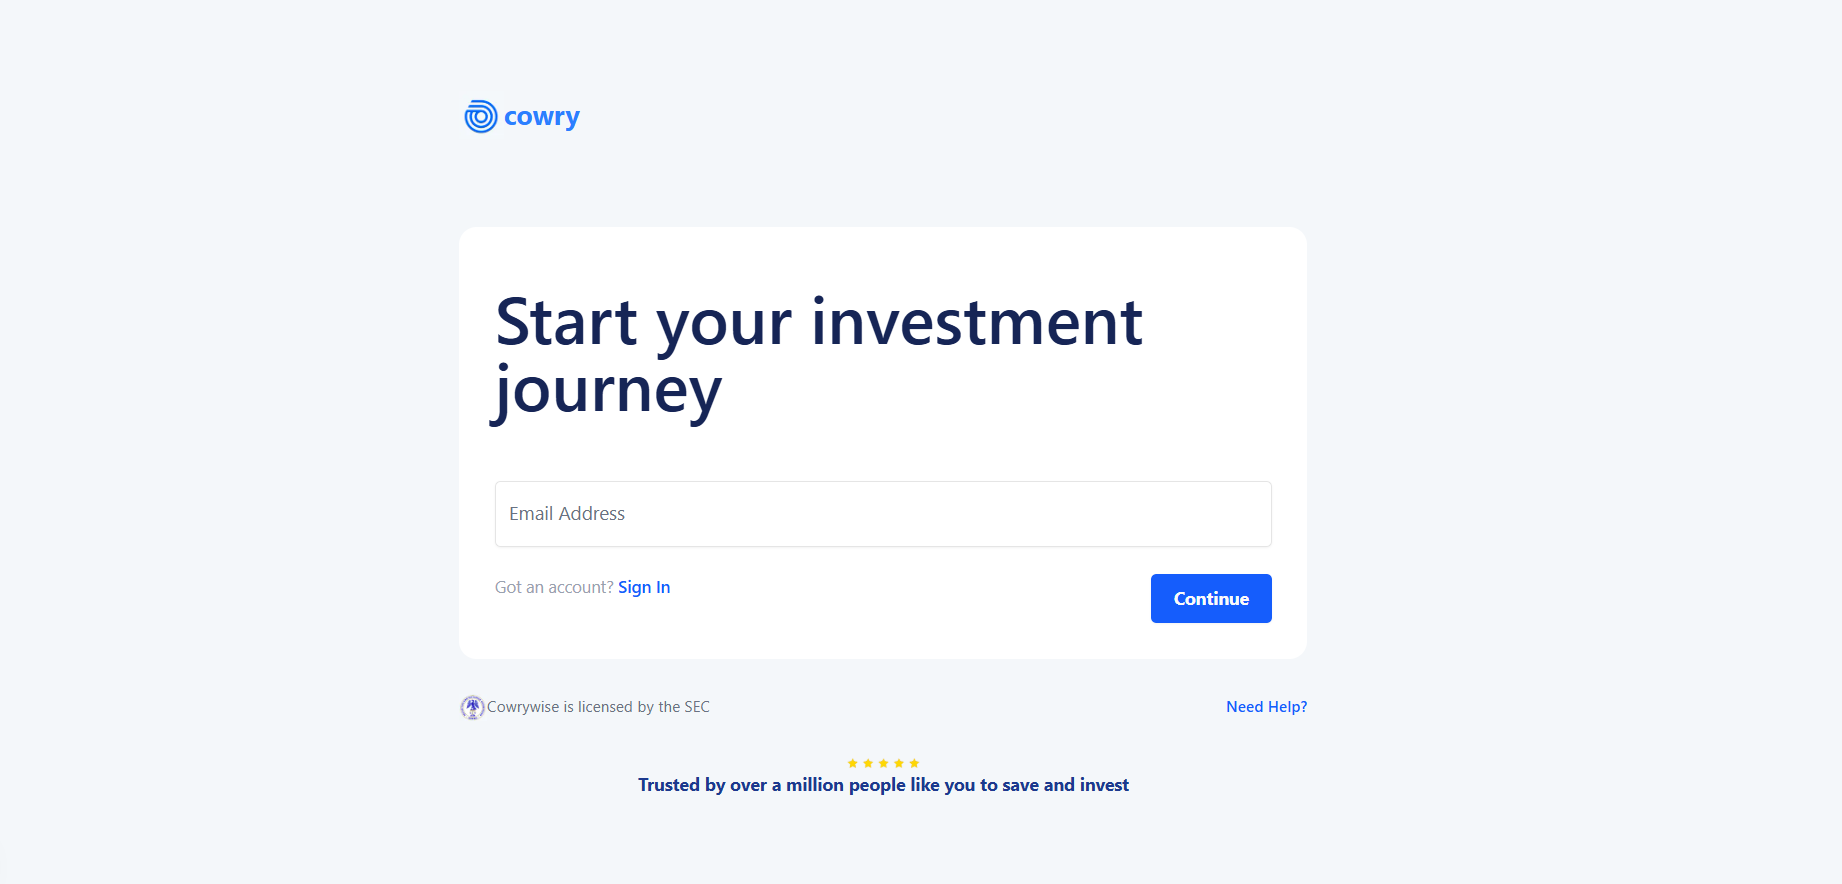 cowry
Start your investment
journey
Email Address
Got an account? Sign In
Continue
Cowrywise is licensed by the SEC
Need Help?
Trusted by over a million people like you to save and invest